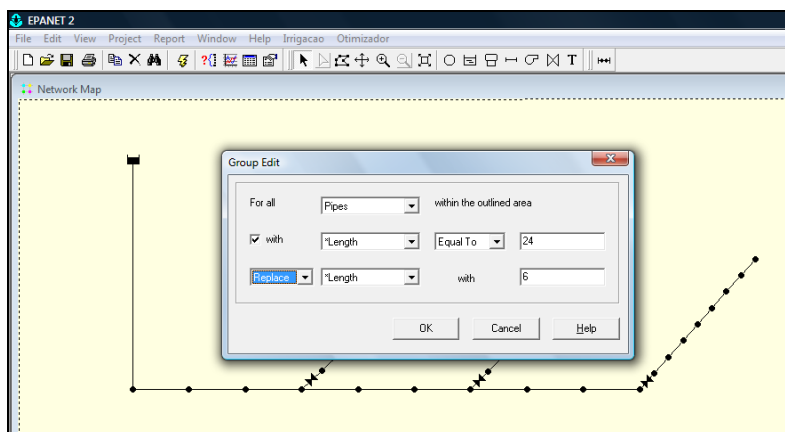 EPANET 2
File Edit View Project Report Window Help Irrigacao Otimizador
T
Network Map
Group Edit
For all Pipes within the outlined area
with *Length Equal To 24
Replace *Length with 6
OK Cancel Help